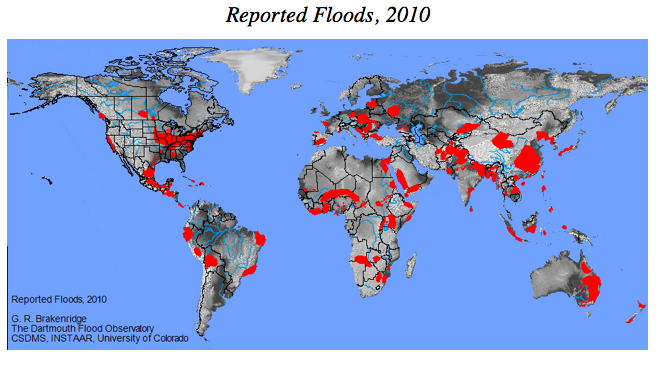 Reported Floods, 2010
Reported Floods, 2010
G. R. Brakenridge
The Dartmouth Flood Observatory
CSDMS, INSTAAR, University of Colorado